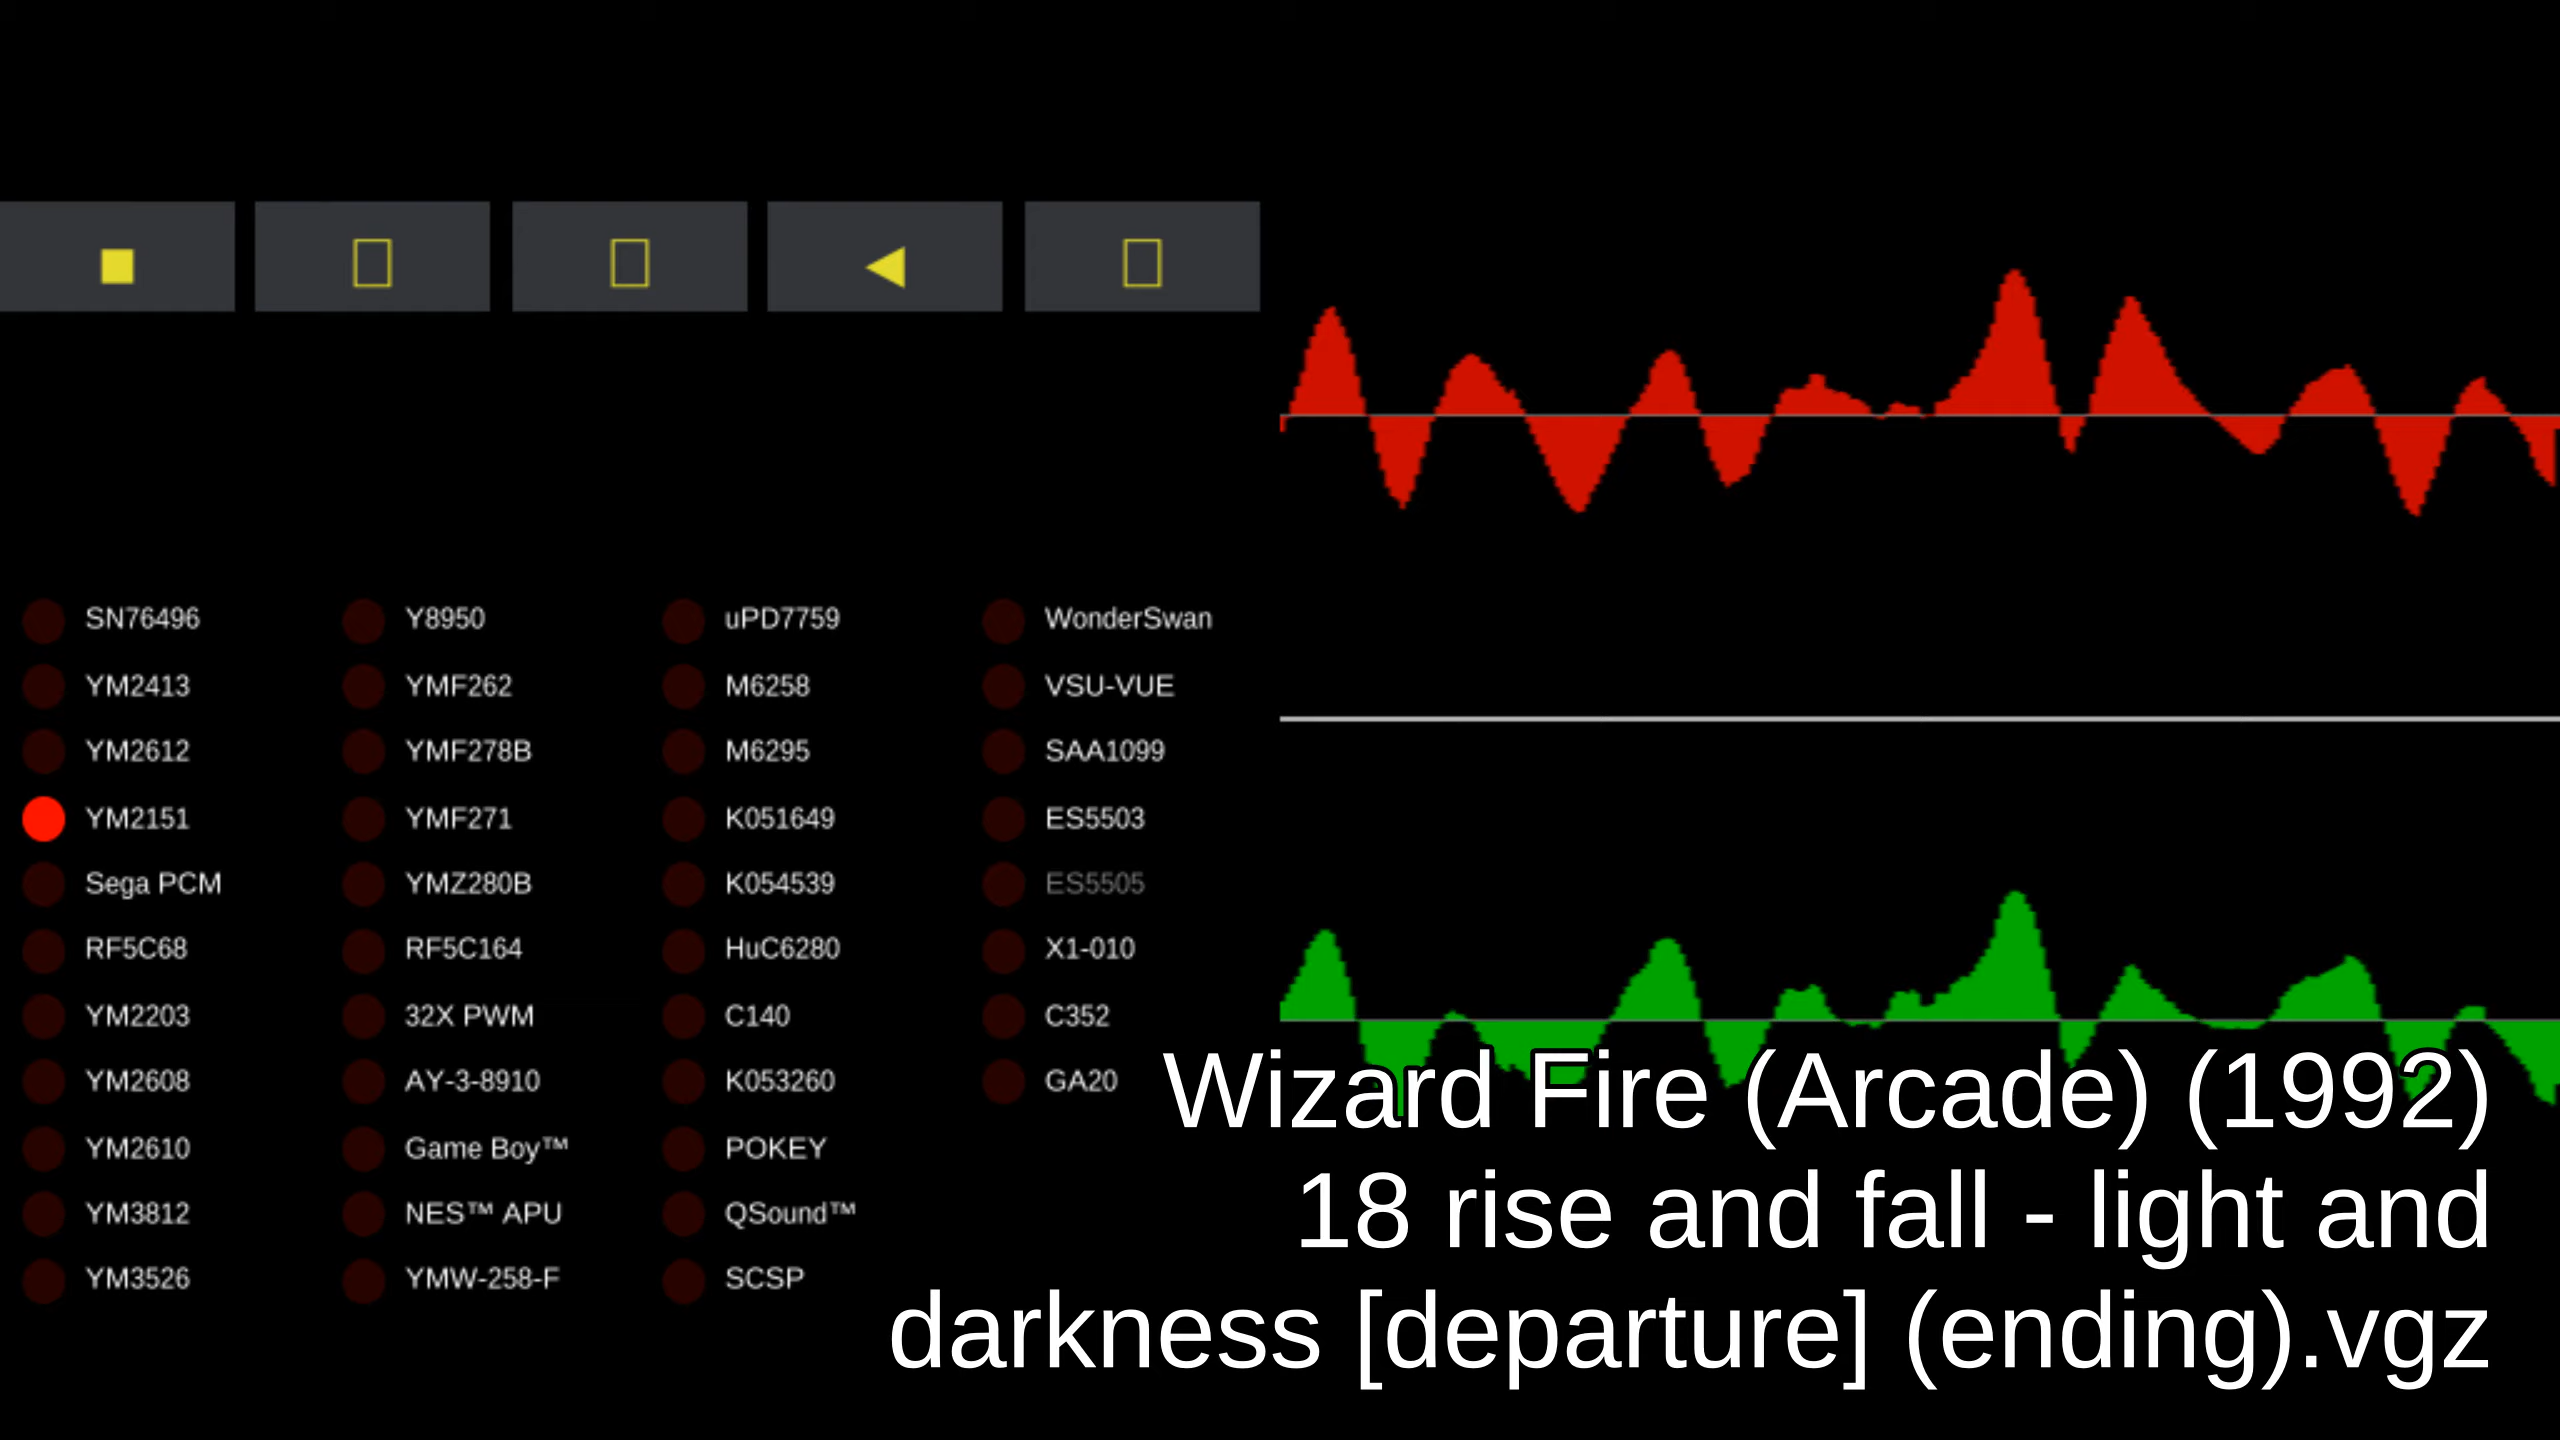 SN76496
YM2413
YM2612
YM2151
Sega PCM
RF5C68
YM2203
YM2608
YM2610
YM3812
YM3526
Y8950
YMF262
YMF278B
YMF271
YMZ280B
RF5C164
32X PWM
AY-3-8910
Game Boy™
NES™ APU
YMW-258-F
uPD7759
M6258
M6295
K051649
K054539
HuC6280
C140
K053260
POKEY
QSound™
SCSP
WonderSwan
VSU-VUE
SAA1099
ES5503
ES5505
X1-010
C352
GA20
Wizard Fire (Arcade) (1992)
18 rise and fall - light and
darkness [departure] (ending).vgz